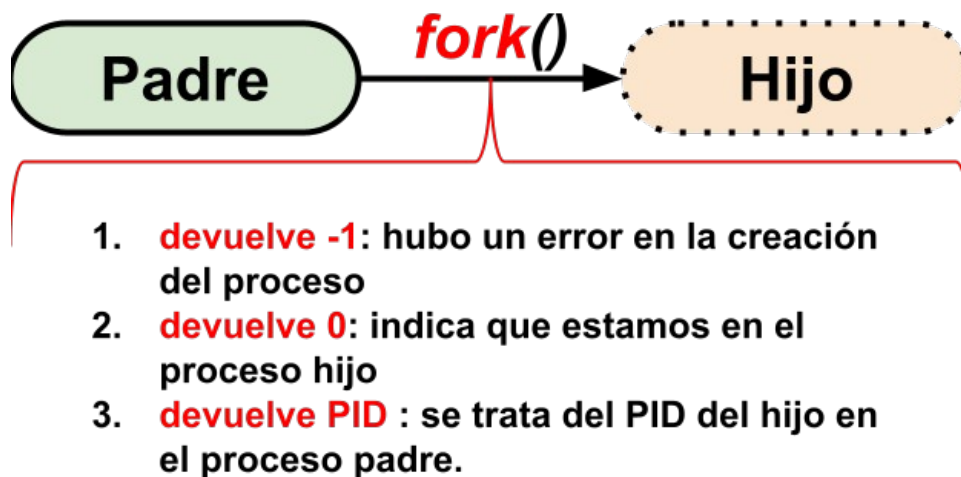 fork()
Padre
Hijo
1. devuelve -1: hubo un error en la creación
del proceso
2. devuelve 0: indica que estamos en el
proceso hijo
3. devuelve PID : se trata del PID del hijo en
el proceso padre.